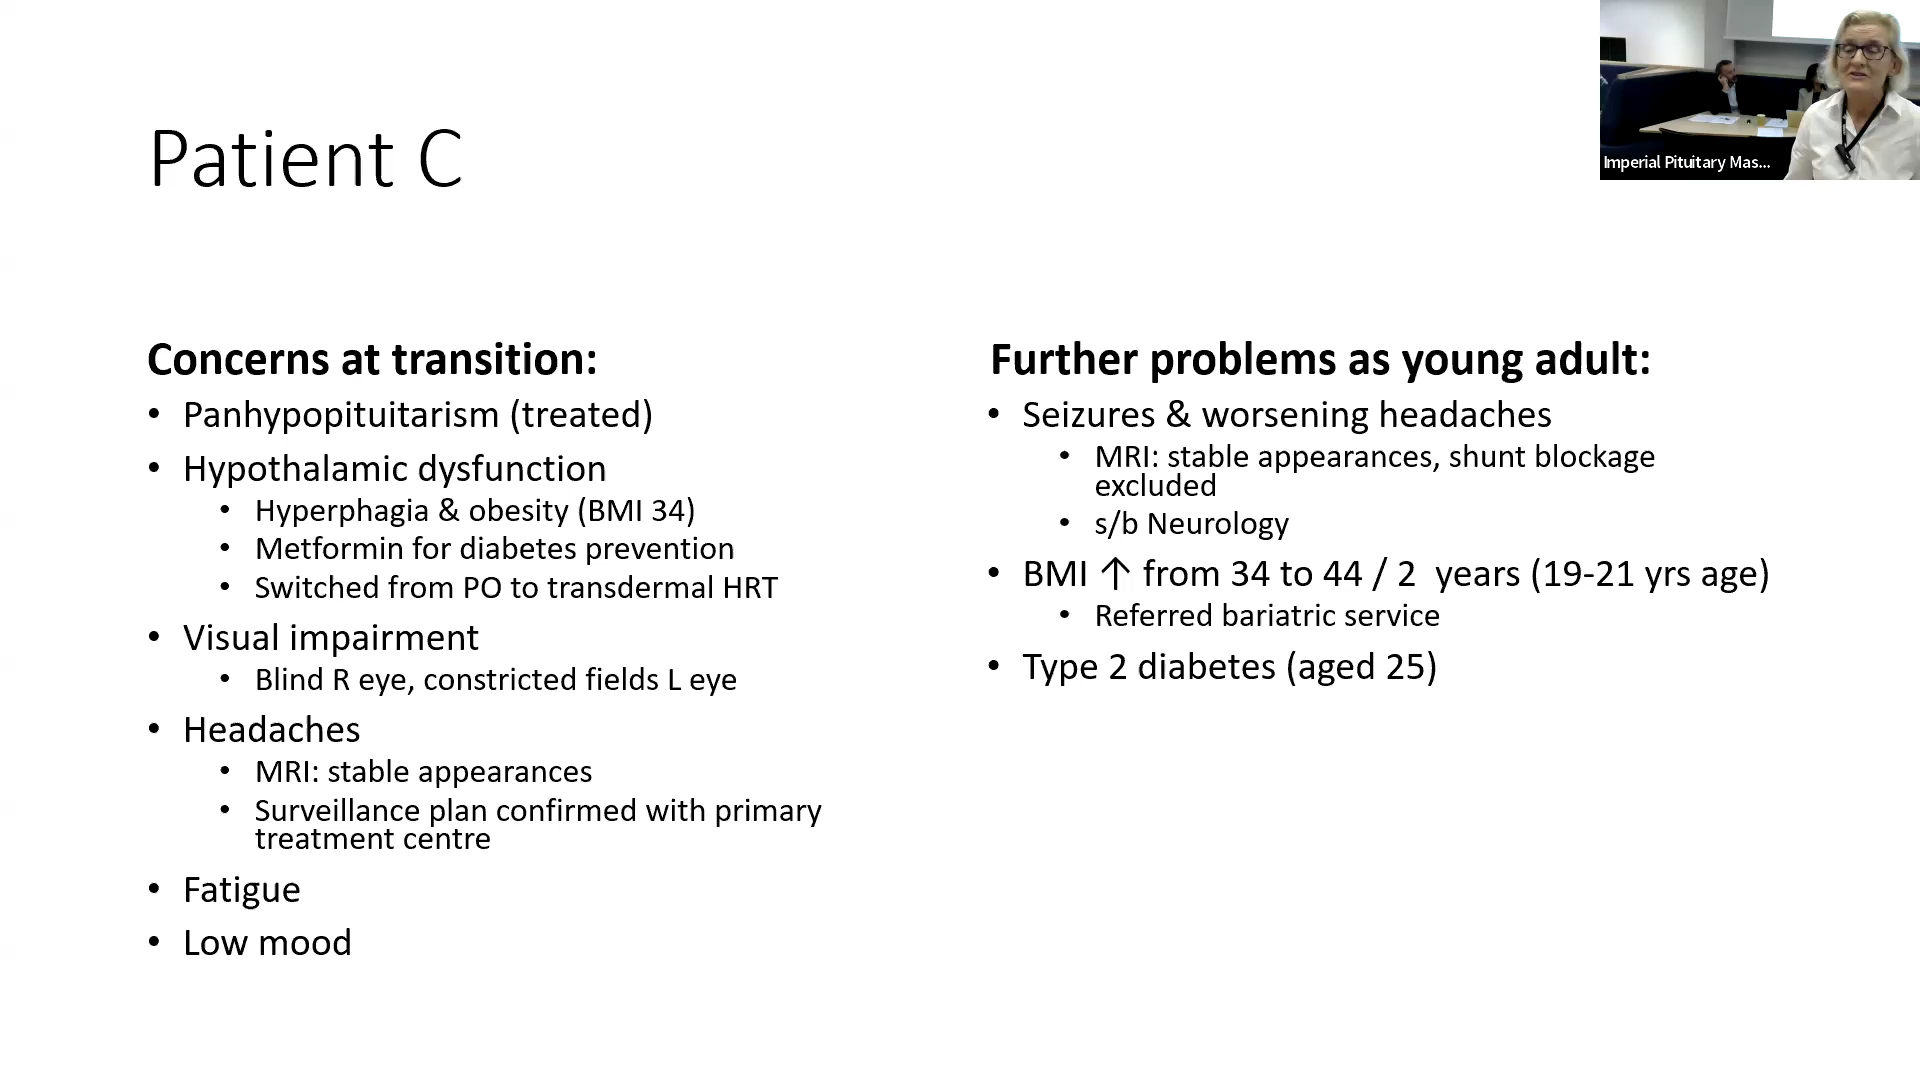 Patient C
Imperial Pituitary Mas...
Concerns at transition:
• Panhypopituitarism (treated)
• Hypothalamic dysfunction
• Hyperphagia & obesity (BMI 34)
• Metformin for diabetes prevention
• Switched from PO to transdermal HRT
• Visual impairment
• Blind R eye, constricted fields L eye
• Headaches
• MRI: stable appearances
• Surveillance plan confirmed with primary
treatment centre
• Fatigue
• Low mood
Further problems as young adult:
• Seizures & worsening headaches
• MRI: stable appearances, shunt blockage
excluded
• s/b Neurology
• BMI ↑ from 34 to 44 / 2 years (19-21 yrs age)
• Referred bariatric service
• Type 2 diabetes (aged 25)